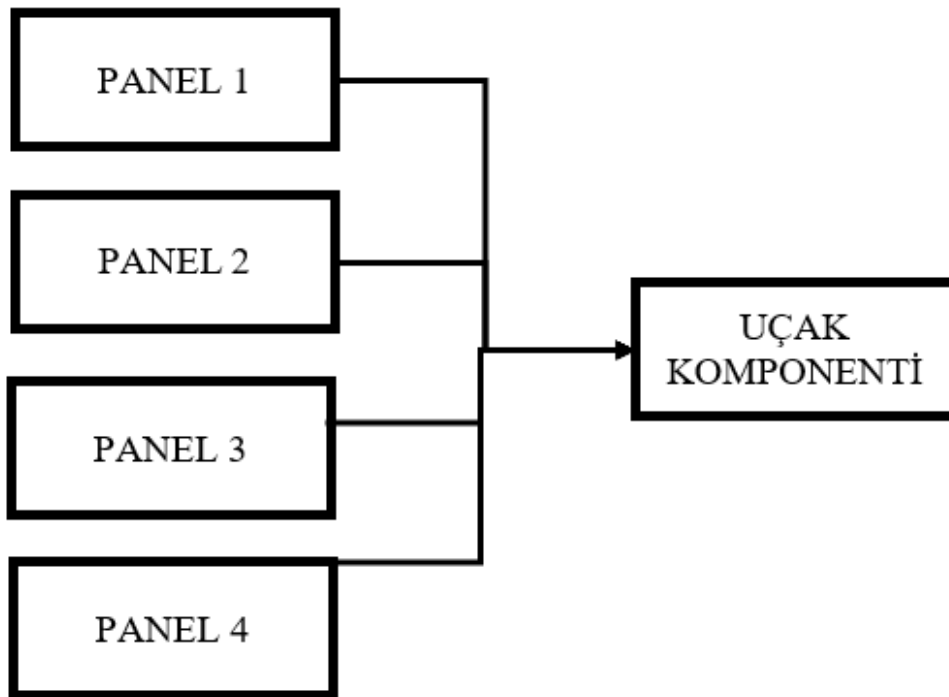 PANEL 1
PANEL 2
UÇAK
KOMPONENTİ
PANEL 3
PANEL 4